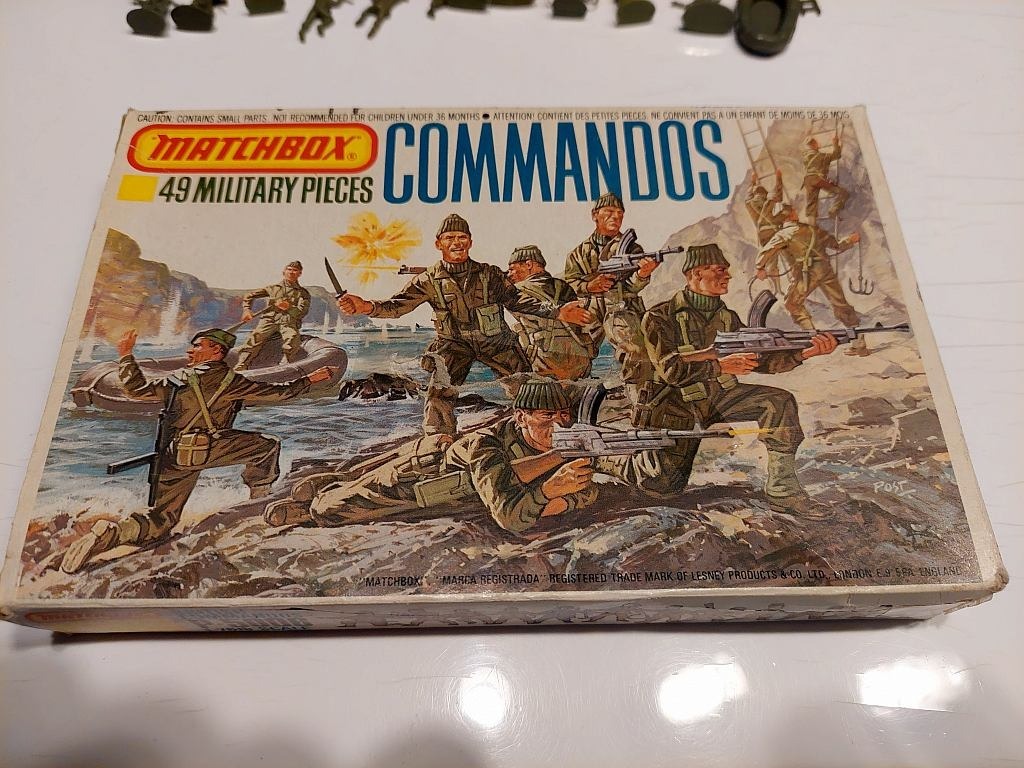 CAUTION: CONTAINS SMALL PARTS. NOT RECOMMENDED FOR CHILDREN UNDER 36 MONTHS • ATTENTION! CONTIENT DES PETITES PIECES. NE CONVIENT PAS A UN ENFANT DE MOINS DE 36 MOIS
MATCHBOX®
COMMANDOS
49 MILITARY PIECES
POST
"MATCHBOX" "MARCA REGISTRADA" REGISTERED TRADE MARK OF LESNEY PRODUCTS & CO. LTD., LONDON E.9 5PA ENGLAND